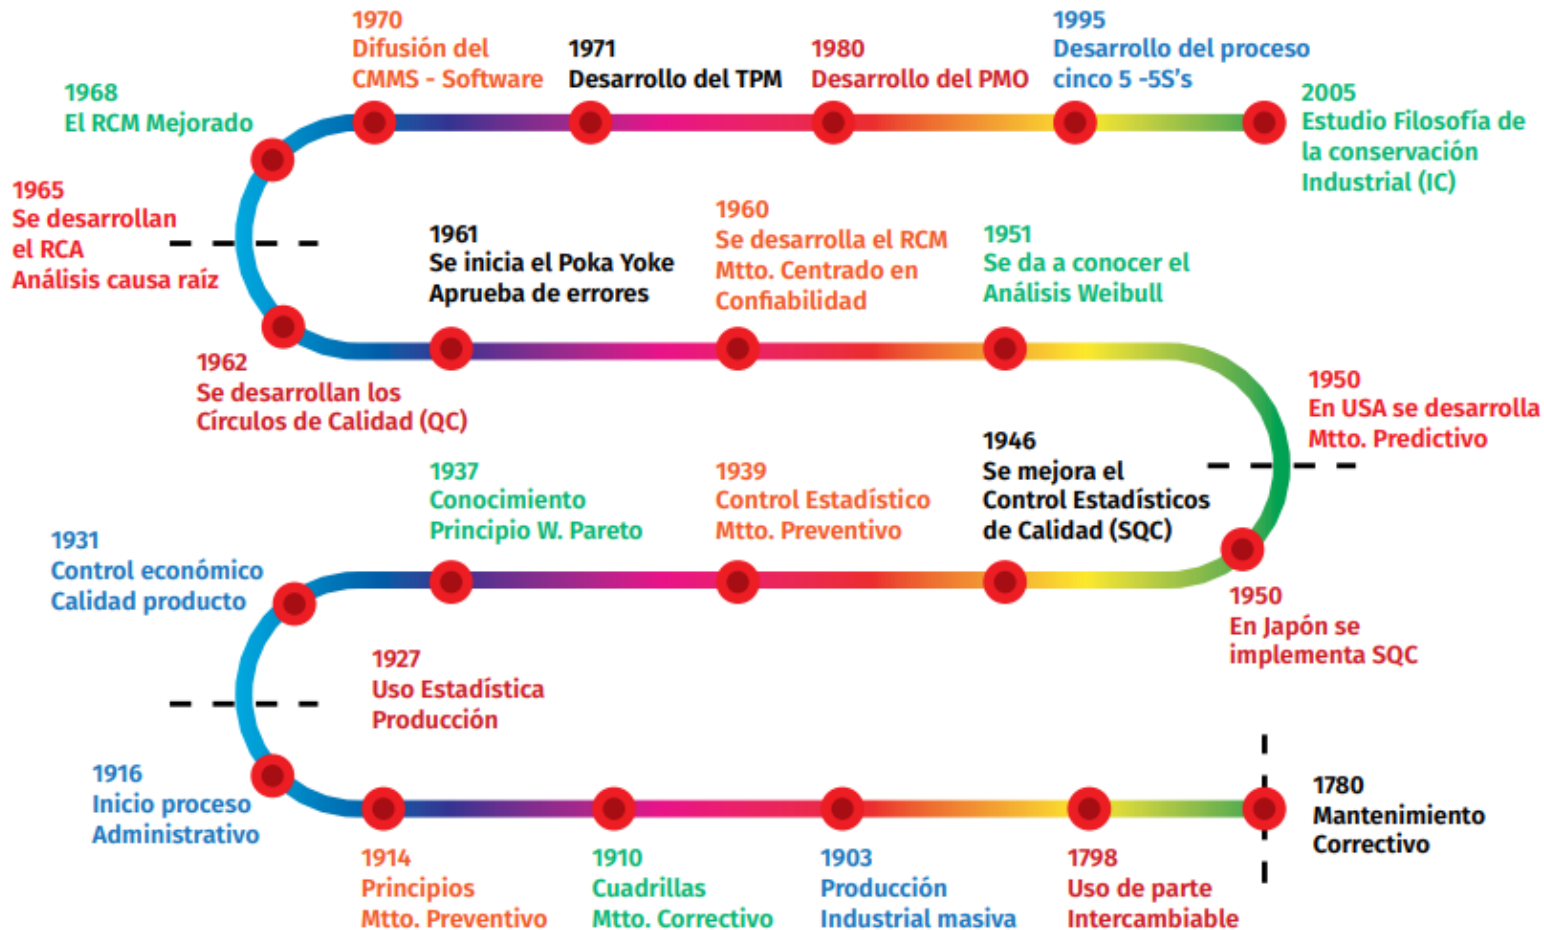 1970
Difusión del
CMMS - Software
1971
Desarrollo del TPM
1980
Desarrollo del PMO
1995
Desarrollo del proceso
cinco 5 -5S's
2005
Estudio Filosofía de
la conservación
Industrial (IC)
1968
El RCM Mejorado
1965
Se desarrollan
el RCA
Análisis causa raíz
1961
Se inicia el Poka Yoke
Aprueba de errores
1960
Se desarrolla el RCM
Mtto. Centrado en
Confiabilidad
1951
Se da a conocer el
Análisis Weibull
1962
Se desarrollan los
Círculos de Calidad (QC)
1950
En USA se desarrolla
Mtto. Predictivo
1937
Conocimiento
Principio W. Pareto
1939
Control Estadístico
Mtto. Preventivo
1946
Se mejora el
Control Estadísticos
de Calidad (SQC)
1931
Control económico
Calidad producto
1950
En Japón se
implementa SQC
1927
Uso Estadística
Producción
1916
Inicio proceso
Administrativo
1914
Principios
Mtto. Preventivo
1910
Cuadrillas
Mtto. Correctivo
1903
Producción
Industrial masiva
1798
Uso de parte
Intercambiable
1780
Mantenimiento
Correctivo